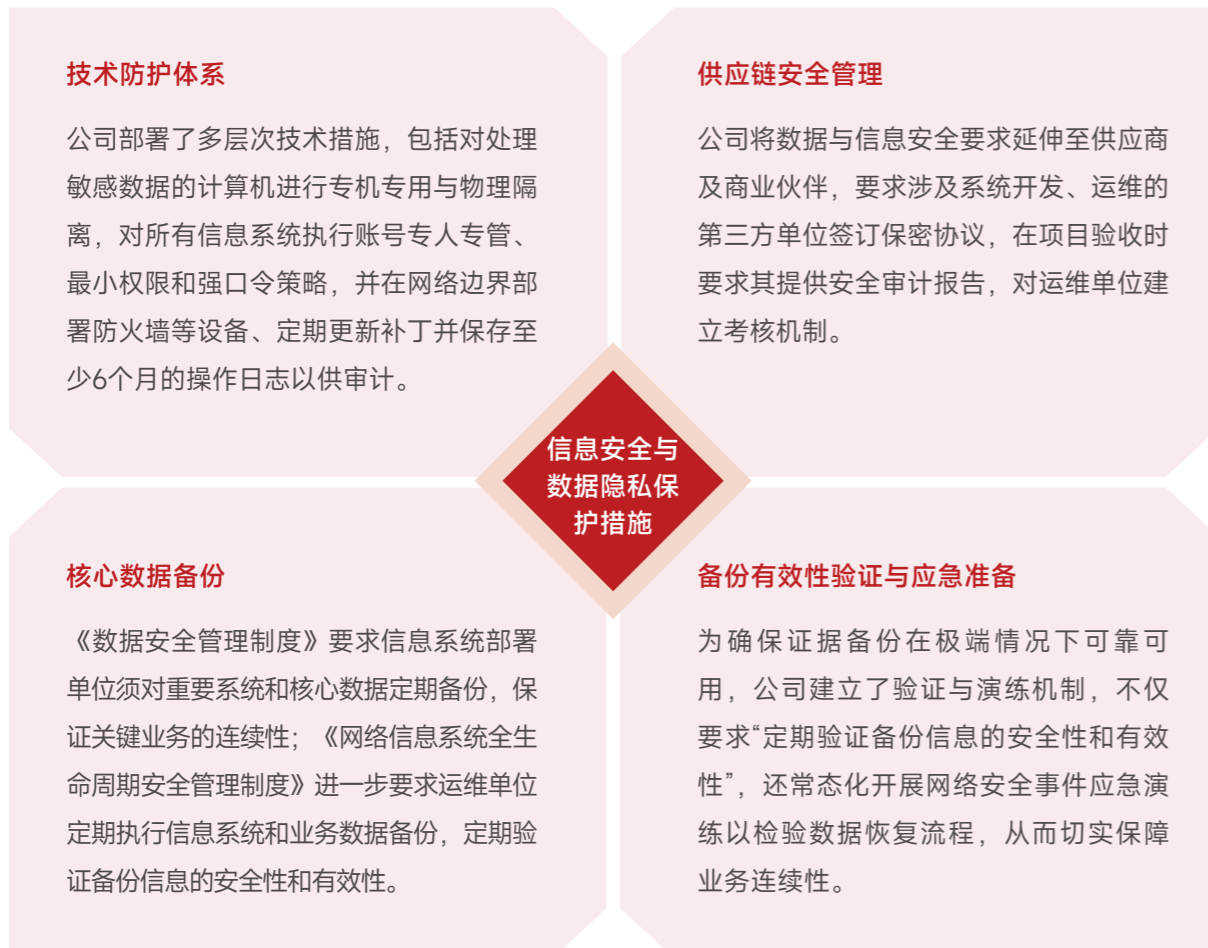 技术防护体系
公司部署了多层次技术措施，包括对处理
敏感数据的计算机进行专机专用与物理隔
离，对所有信息系统执行账号专人专管、
最小权限和强口令策略，并在网络边界部
署防火墙等设备、定期更新补丁并保存至
少6个月的操作日志以供审计。
供应链安全管理
公司将数据与信息安全要求延伸至供应商
及商业伙伴，要求涉及系统开发、运维的
第三方单位签订保密协议，在项目验收时
要求其提供安全审计报告，对运维单位建
立考核机制。
信息安全与
数据隐私保
护措施
核心数据备份
《数据安全管理制度》要求信息系统部署
单位须对重要系统和核心数据定期备份，保
证关键业务的连续性；《网络信息系统全生
命周期安全管理制度》进一步要求运维单位
定期执行信息系统和业务数据备份，定期验
证备份信息的安全性和有效性。
备份有效性验证与应急准备
为确保证据备份在极端情况下可靠可
用，公司建立了验证与演练机制，不仅
要求“定期验证备份信息的安全性和有效
性”，还常态化开展网络安全事件应急演
练以检验数据恢复流程，从而切实保障
业务连续性。